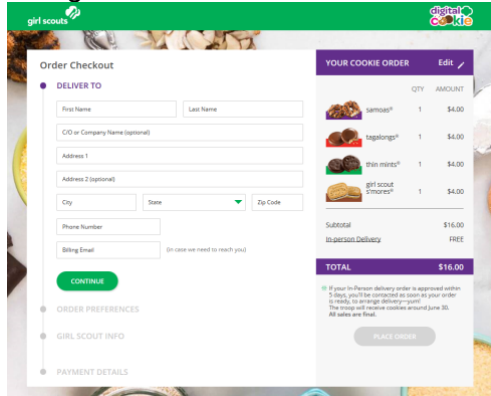 girl scouts
digital
cookie
Order Checkout
DELIVER TO
First Name
Last Name
C/O or Company Name (optional)
Address 1
Address 2 (optional)
City
State
Zip Code
Phone Number
Billing Email
(in case we need to reach you)
CONTINUE
ORDER PREFERENCES
GIRL SCOUT INFO
PAYMENT DETAILS
YOUR COOKIE ORDER Edit
QTY AMOUNT
samoas® 1 $4.00
tagalongs® 1 $4.00
thin mints® 1 $4.00
girl scout
s'mores® 1 $4.00
Subtotal $16.00
In-person Delivery FREE
TOTAL $16.00
If your In-Person delivery order is approved within
5 days, you'll be contacted as soon as your order
is ready, to arrange delivery—
yum!
The troop will receive cookies around June 30.
All sales are final.
PLACE ORDER